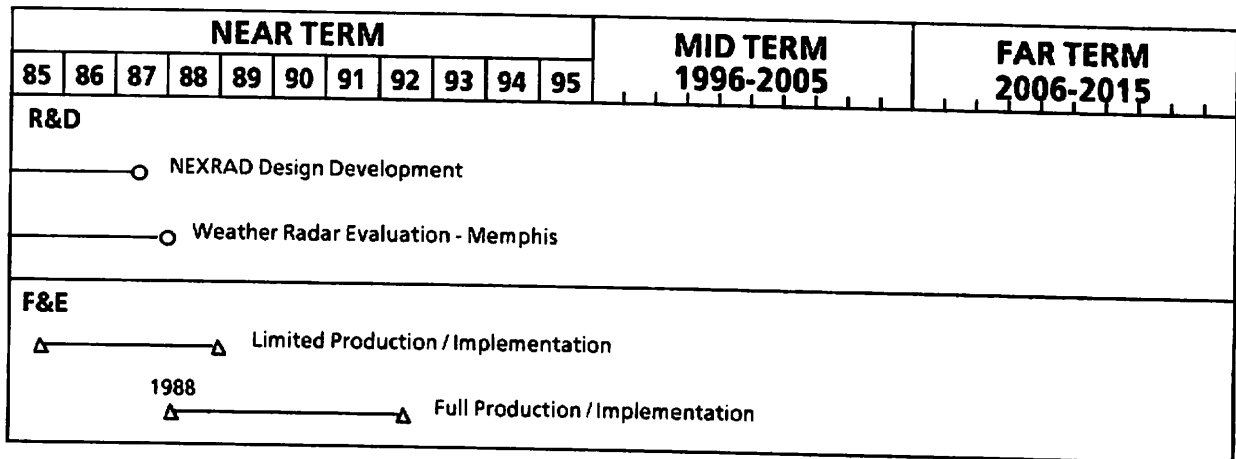 NEAR TERM
MID TERM
1996-2005
FAR TERM
2006-2015
85 86 87 88 89 90 91 92 93 94 95
R&D
NEXRAD Design Development
Weather Radar Evaluation - Memphis
F&E
Limited Production / Implementation
1988
Full Production / Implementation